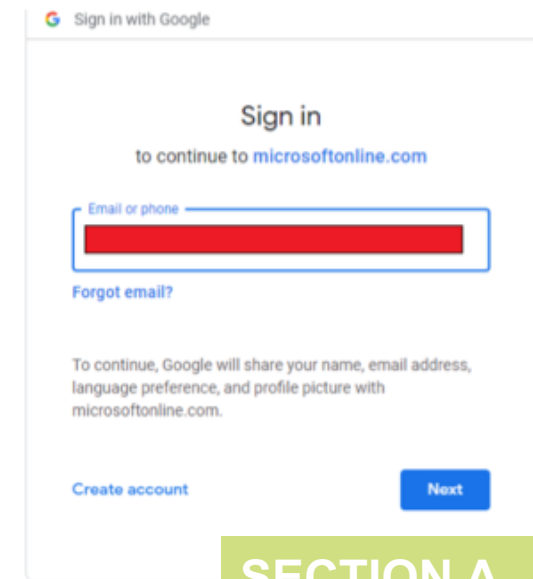 Sign in with Google
Sign in
to continue to microsoftonline.com
Email or phone
Forgot email?
To continue, Google will share your name, email address,
language preference, and profile picture with
microsoftonline.com.
Create account
Next
SECTION A